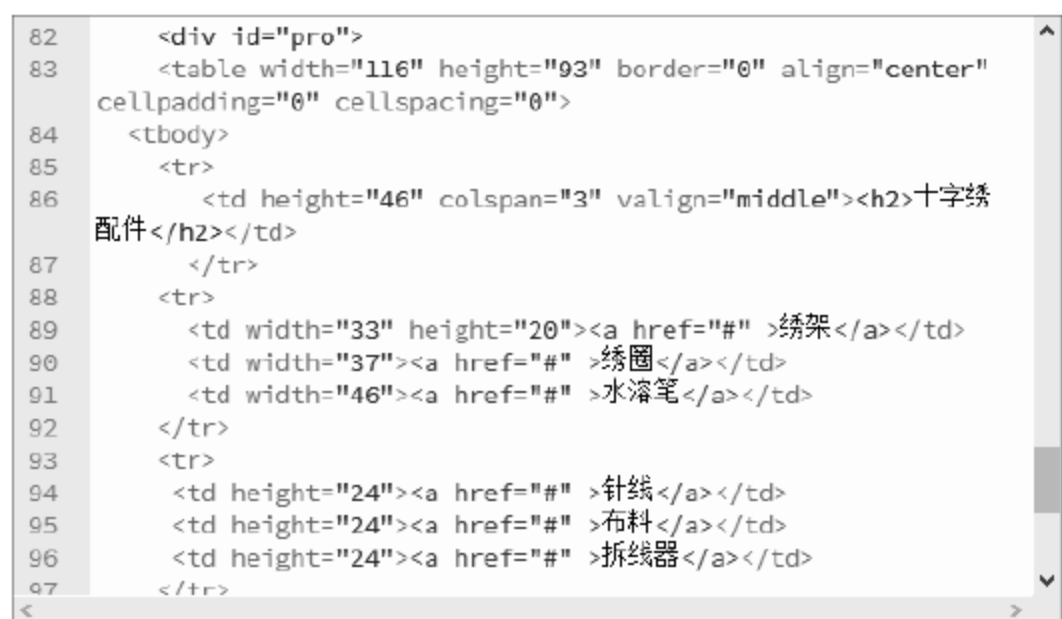 82 <div id="pro">
83 <table width="116" height="93" border="0" align="center"
cellpadding="0" cellspacing="0">
84 <tbody>
85 <tr>
86 <td height="46" colspan="3" valign="middle"><h2>十字绣
配件</h2></td>
87 </tr>
88 <tr>
89 <td width="33" height="20"><a href="#" >绣架</a></td>
90 <td width="37"><a href="#" >绣圈</a></td>
91 <td width="46"><a href="#" >水溶笔</a></td>
92 </tr>
93 <tr>
94 <td height="24"><a href="#" >针线</a></td>
95 <td height="24"><a href="#" >布料</a></td>
96 <td height="24"><a href="#" >拆线器</a></td>
97 </tr>